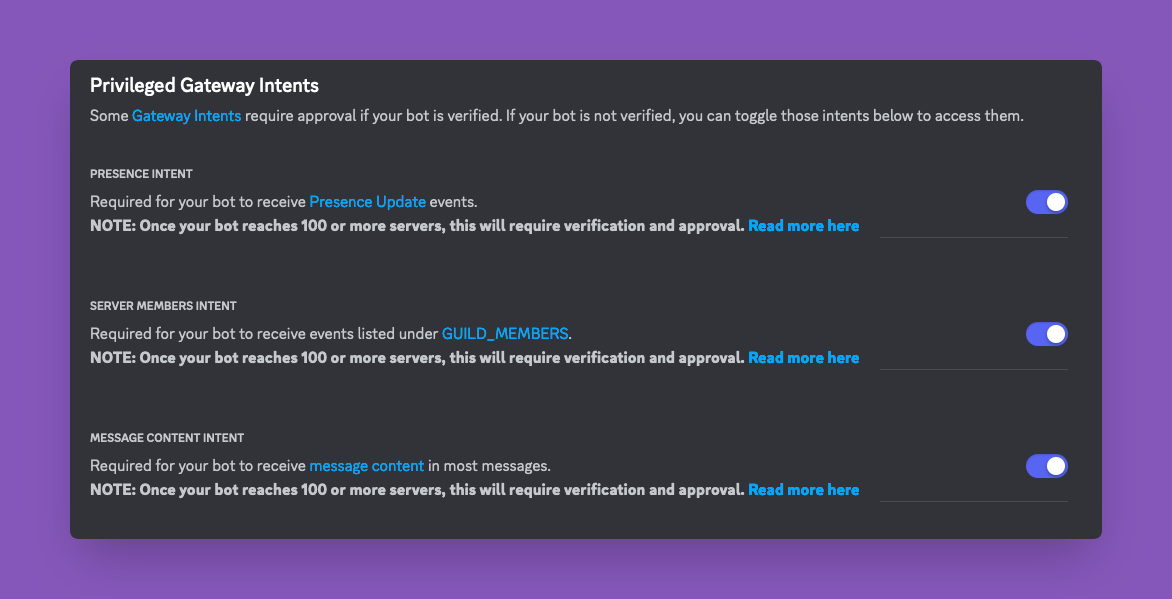 Privileged Gateway Intents
Some Gateway Intents require approval if your bot is verified. If your bot is not verified, you can toggle those intents below to access them.
PRESENCE INTENT
Required for your bot to receive Presence Update events.
NOTE: Once your bot reaches 100 or more servers, this will require verification and approval. Read more here
SERVER MEMBERS INTENT
Required for your bot to receive events listed under GUILD_MEMBERS.
NOTE: Once your bot reaches 100 or more servers, this will require verification and approval. Read more here
MESSAGE CONTENT INTENT
Required for your bot to receive message content in most messages.
NOTE: Once your bot reaches 100 or more servers, this will require verification and approval. Read more here